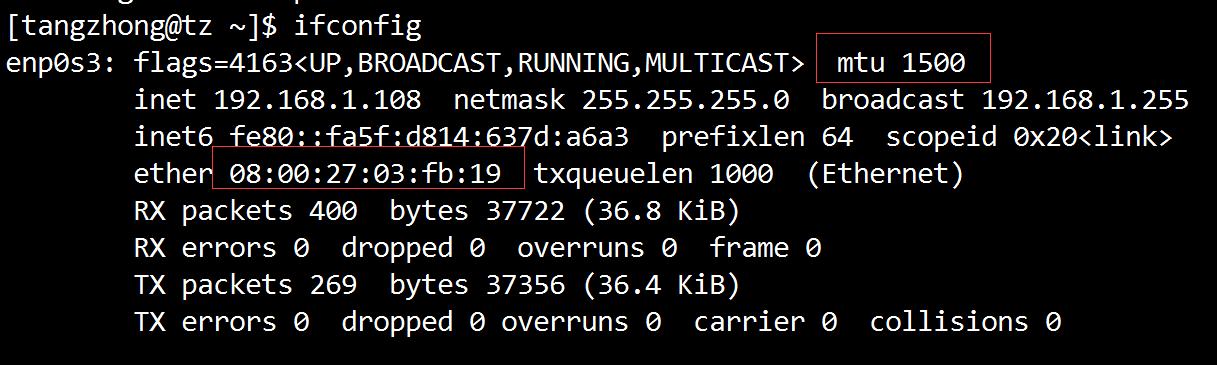 [tangzhong@tz ~]$ ifconfig
enp0s3: flags=4163<UP,BROADCAST,RUNNING,MULTICAST>  mtu 1500
        inet 192.168.1.108  netmask 255.255.255.0  broadcast 192.168.1.255
        inet6 fe80::fa5f:d814:637d:a6a3  prefixlen 64  scopeid 0x20<link>
        ether 08:00:27:03:fb:19  txqueuelen 1000  (Ethernet)
        RX packets 400  bytes 37722 (36.8 KiB)
        RX errors 0  dropped 0  overruns 0  frame 0
        TX packets 269  bytes 37356 (36.4 KiB)
        TX errors 0  dropped 0 overruns 0  carrier 0  collisions 0